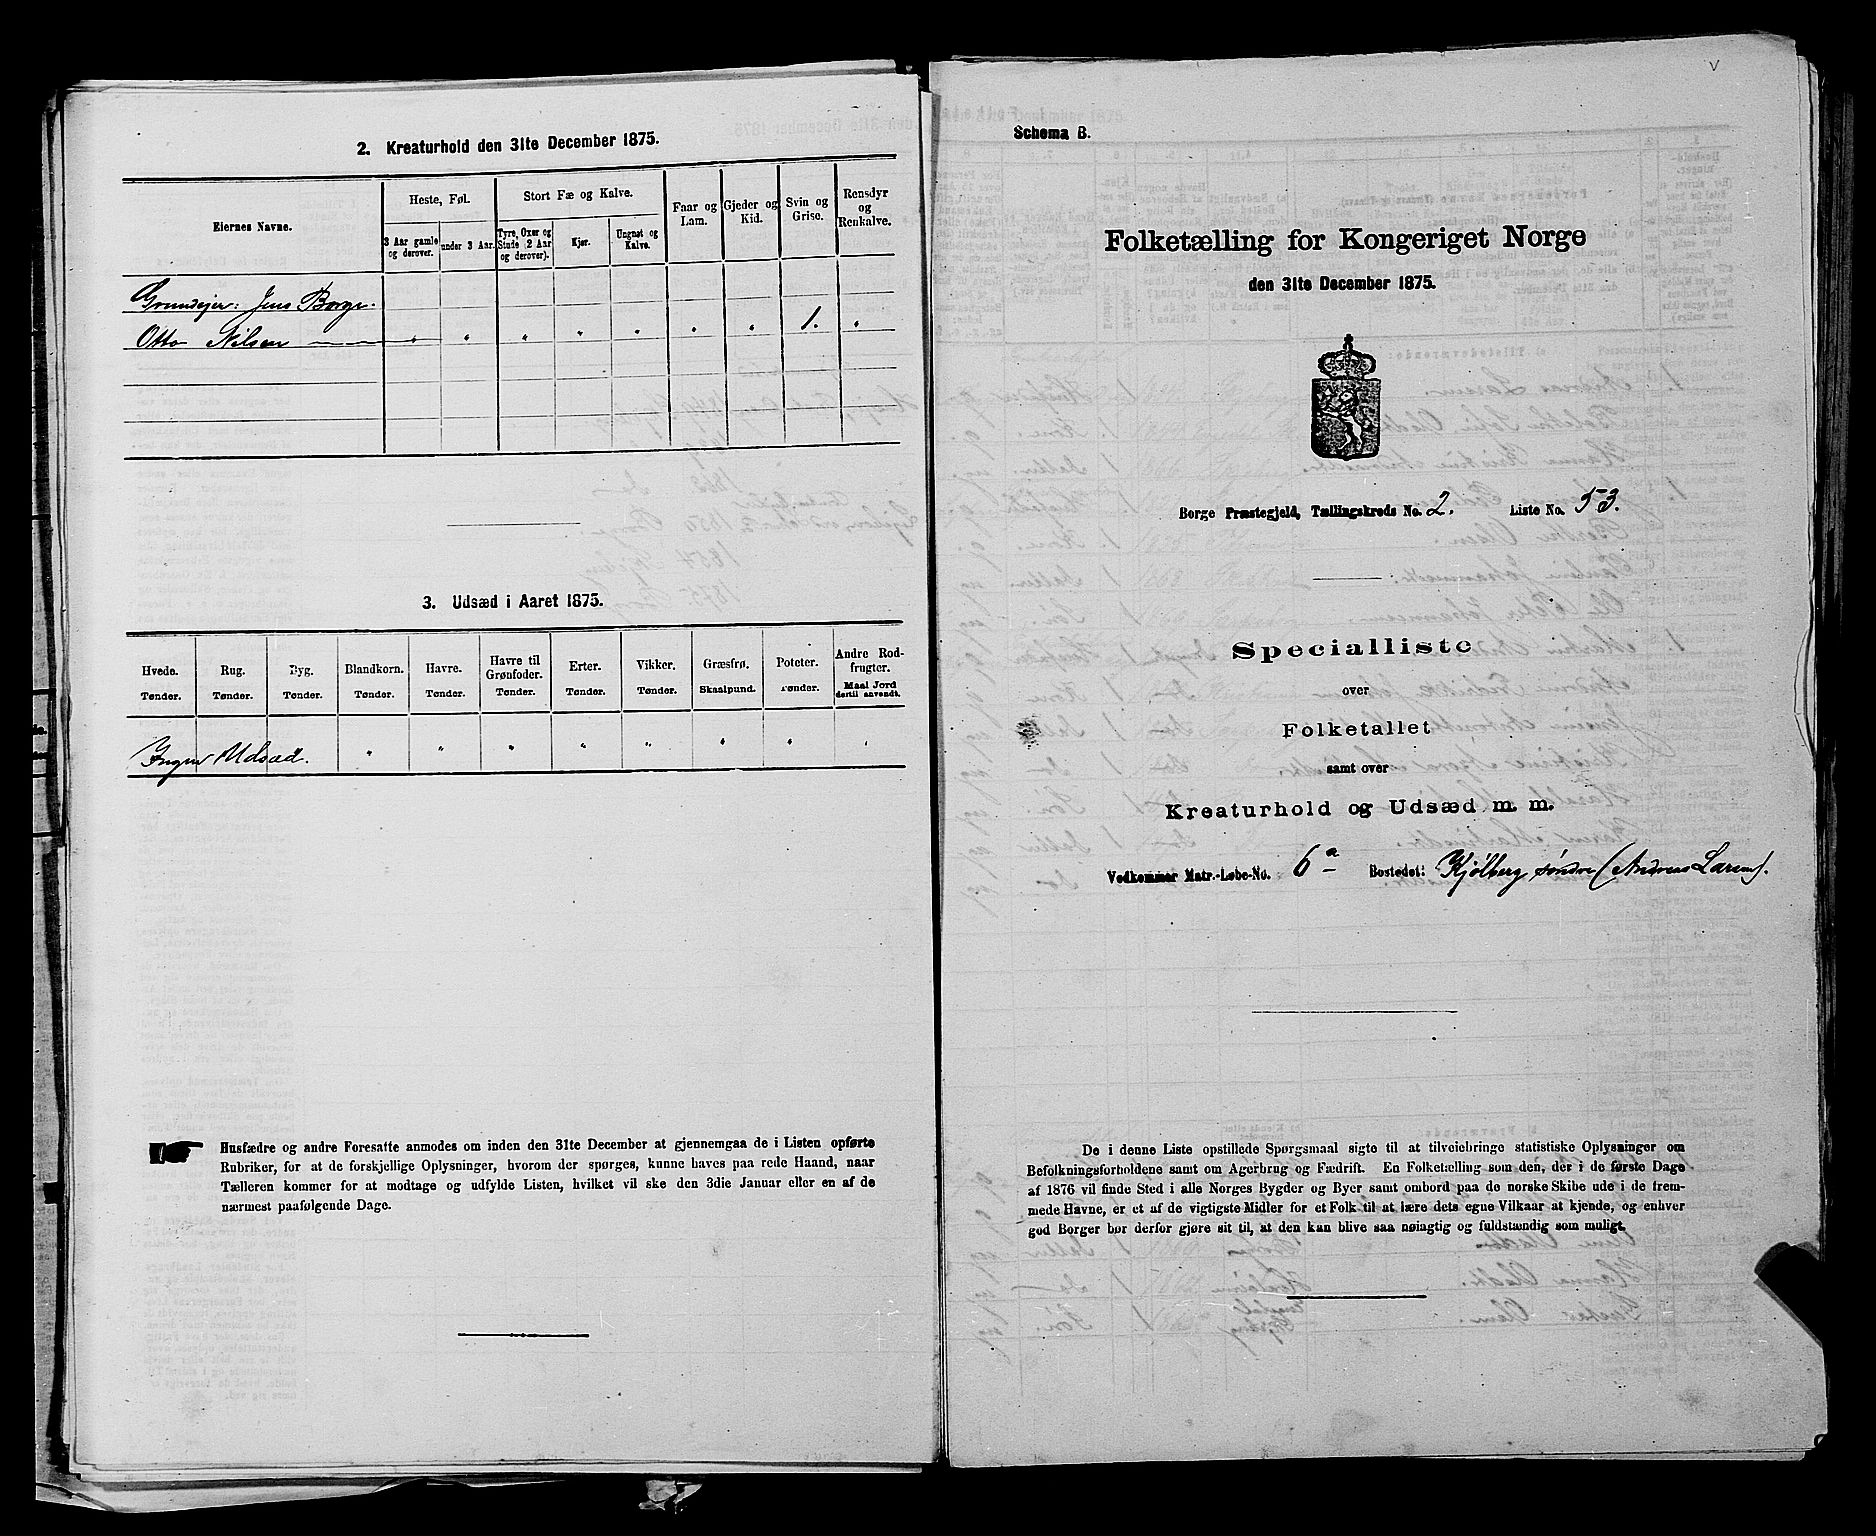 2. Kreaturhold den 31te December 1875.
Eiernes Navne.
Heste, Føl.
Stort Fæ og Kalve.
Faar og Lam.
Gjeder og Kid.
Svin og Grise.
Rensdyr og Renkalve.
3 Aar gamle og derover.
under 3 Aar.
Tyre, Oxer og Stude 2 Aar og derover).
Kjør.
Ungnøt og Kalve.
Grundejer: Jens Borge.
Otto Nilsen — " " " " " " " 1. "
3. Udsæd i Aaret 1875.
Hvede. Rug. Byg. Blandkorn. Havre. Havre til Grønfoder. Erter. Vikker. Græsfrø. Poteter. Andre Rodfrugter.
Tønder. Tønder. Tønder. Tønder. Tønder. Tønder. Tønder. Tønder. Skaalpund. Tønder. Maal Jord dertil anvendt.
Ingen Udsæd. " " " " " " " "
Husfædre og andre Foresatte anmodes om inden den 31te December at gjennemgaa de i Listen opførte
Rubriker, for at de forskjellige Oplysninger, hvorom der spørges, kunne haves paa rede Haand, naar
Tælleren kommer for at modtage og udfylde Listen, hvilket vil ske den 3die Januar eller en af de
nærmest paafølgende Dage.
v
Schema B.
Folketælling for Kongeriget Norge
den 31te December 1875.
Borge Præstegjeld, Tællingskreds No. 2. Liste No. 53.
Specialliste
over
Folketallet
samt over
Kreaturhold og Udsæd m. m.
Vedkommer Matr.-Løbe-No. 6a Bostedet: Kjølberg søndre (Andreas Larsen).
De i denne Liste opstillede Spørgsmaal sigte til at tilveiebringe statistiske Oplysninger om
Befolkningsforholdene samt om Agerbrug og Fædrift. En Folketælling som den, der i de første Dage
af 1876 vil finde Sted i alle Norges Bygder og Byer samt ombord paa de norske Skibe ude i de frem-
mede Havne, er et af de vigtigste Midler for et Folk til at lære dets egne Vilkaar at kjende, og enhver
god Borger bør derfor gjøre sit til, at den kan blive saa nøiagtig og fuldstændig som muligt.